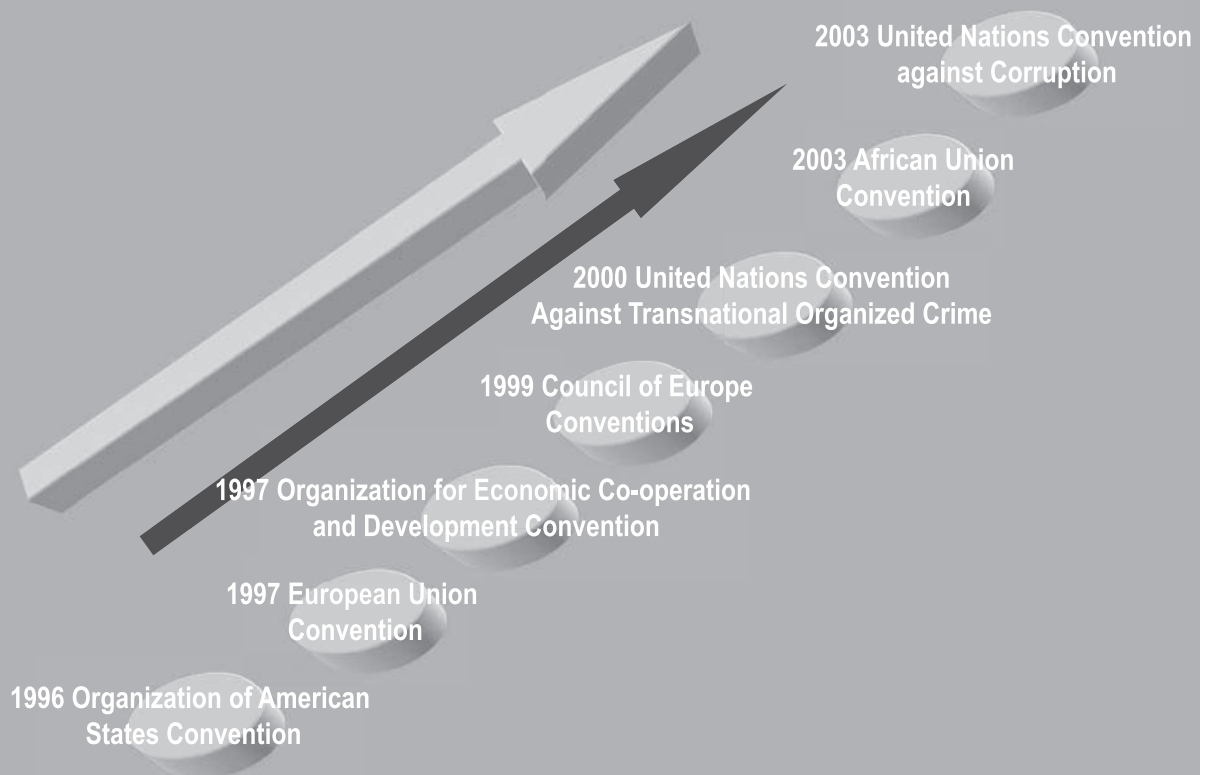 2003 United Nations Convention
against Corruption
2003 African Union
Convention
2000 United Nations Convention
Against Transnational Organized Crime
1999 Council of Europe
Conventions
1997 Organization for Economic Co-operation
and Development Convention
1997 European Union
Convention
1996 Organization of American
States Convention